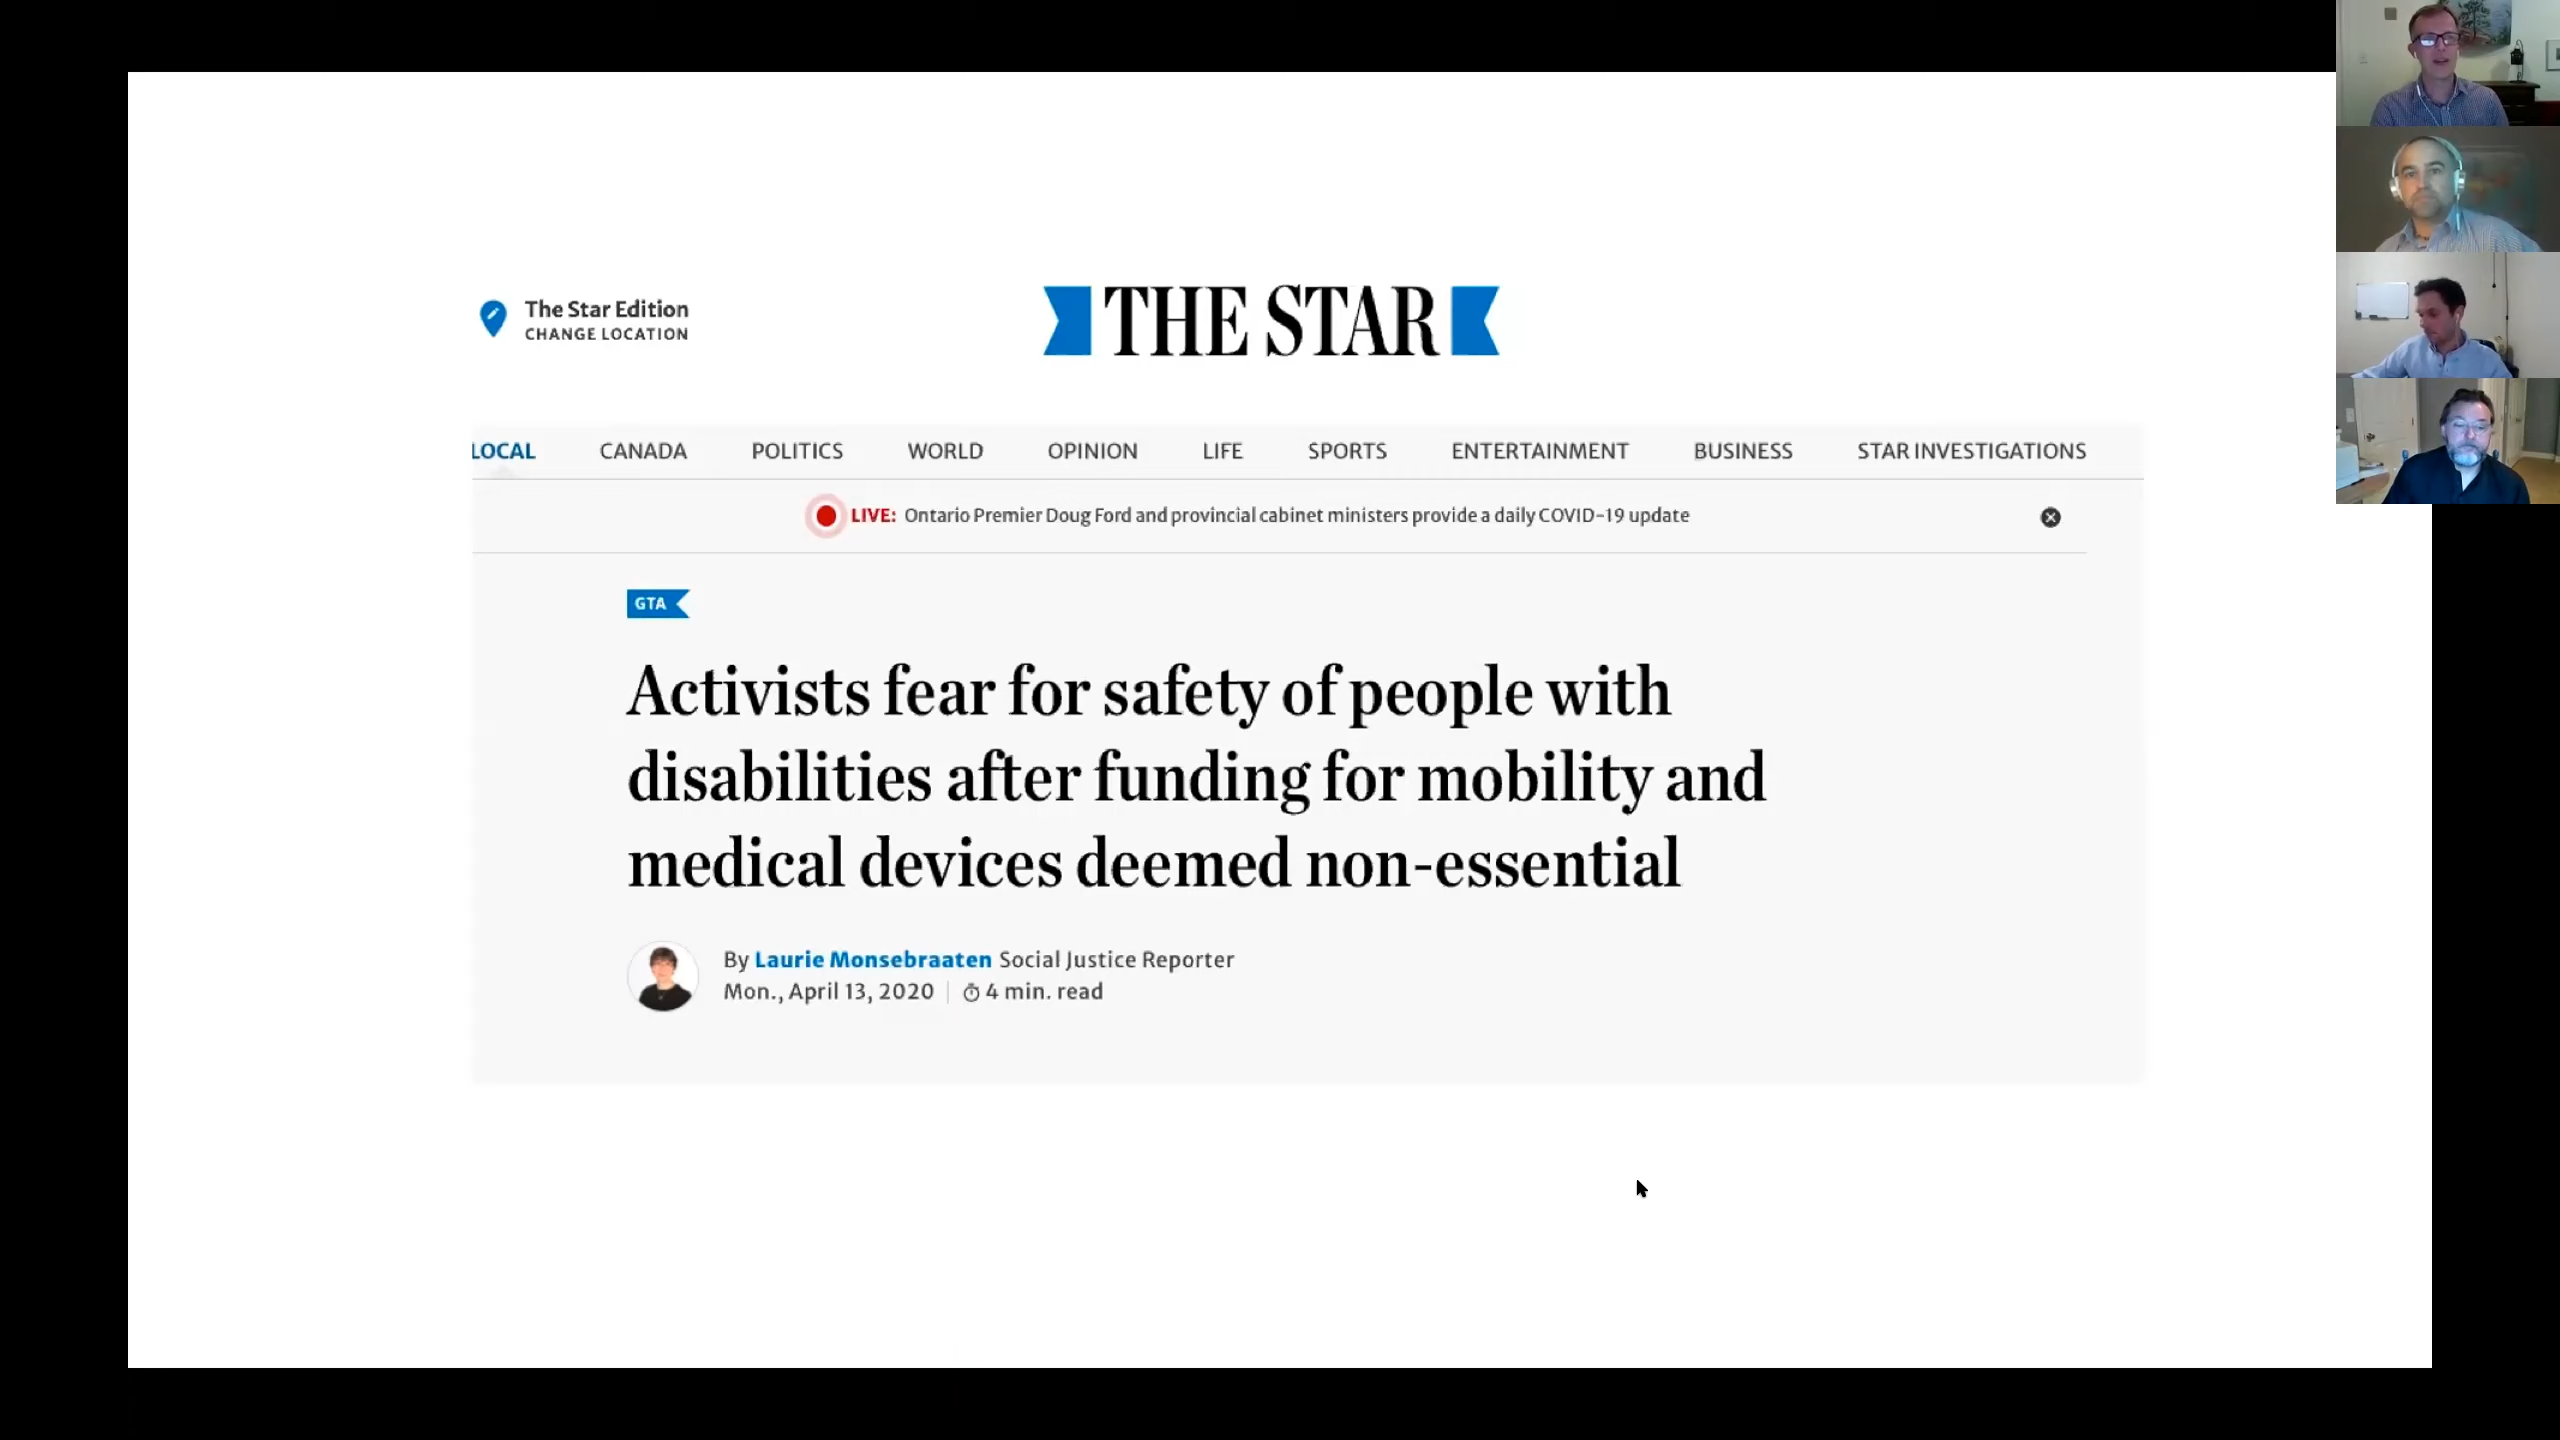 The Star Edition
CHANGE LOCATION
THE STAR
LOCAL CANADA POLITICS WORLD OPINION LIFE SPORTS ENTERTAINMENT BUSINESS STAR INVESTIGATIONS
LIVE: Ontario Premier Doug Ford and provincial cabinet ministers provide a daily COVID-19 update
GTA
Activists fear for safety of people with
disabilities after funding for mobility and
medical devices deemed non-essential
By Laurie Monsebraaten Social Justice Reporter
Mon., April 13, 2020 | 4 min. read